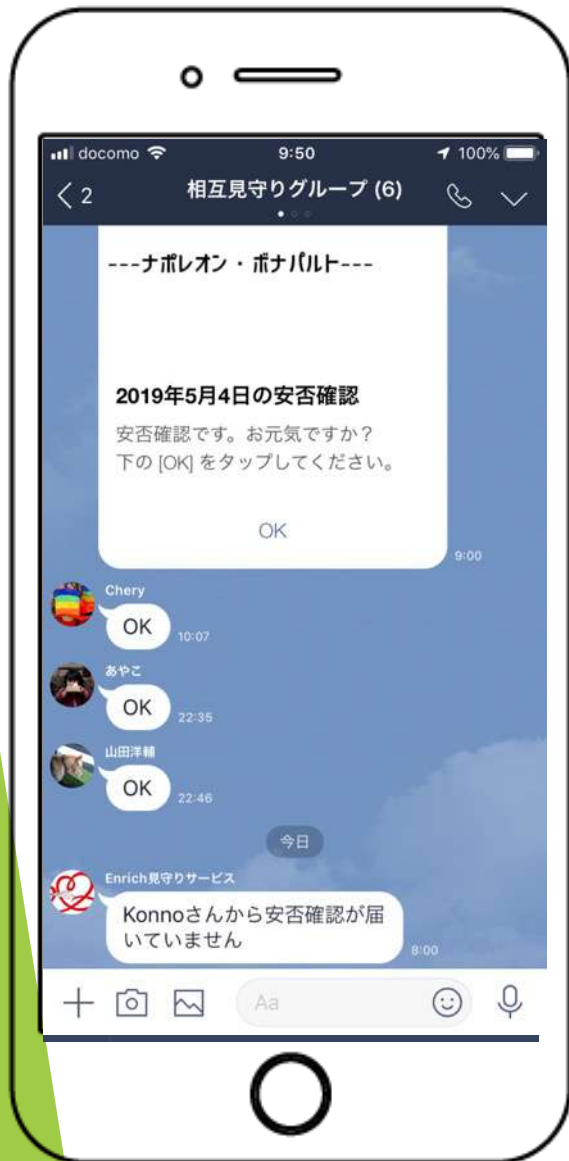 docomo 9:50 100%
2 相互見守りグループ (6)
---ナポレオン・ボナパルト---
2019年5月4日の安否確認
安否確認です。お元気ですか?
下の [OK] をタップしてください。
OK
9:00
Chery
OK 10:07
あやこ
OK 22:35
山田洋輔
OK 22:46
今日
Enrich見守りサービス
Konnoさんから安否確認が届
いていません
8:00
Aa